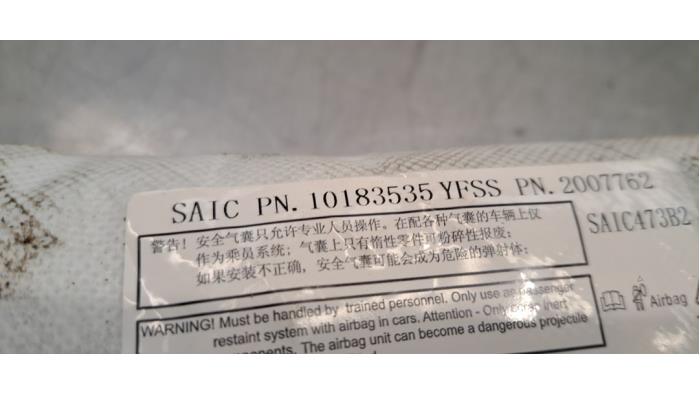 SAIC PN. 10183535 YFSS PN. 2007762
SAIC473B2
警告！安全气囊只允许专业人员操作。在配各种气囊的车辆上仅
作为乘员系统；气囊上只有惰性零件可粉碎性报废；
如果安装不正确，安全气囊可能会成为危险的弹射体；
Airbag
WARNING! Must be handled by trained personnel. Only use as passenger
restraint system with airbag in cars. Attention - Only scrap inert
components. The airbag unit can become a dangerous projectile